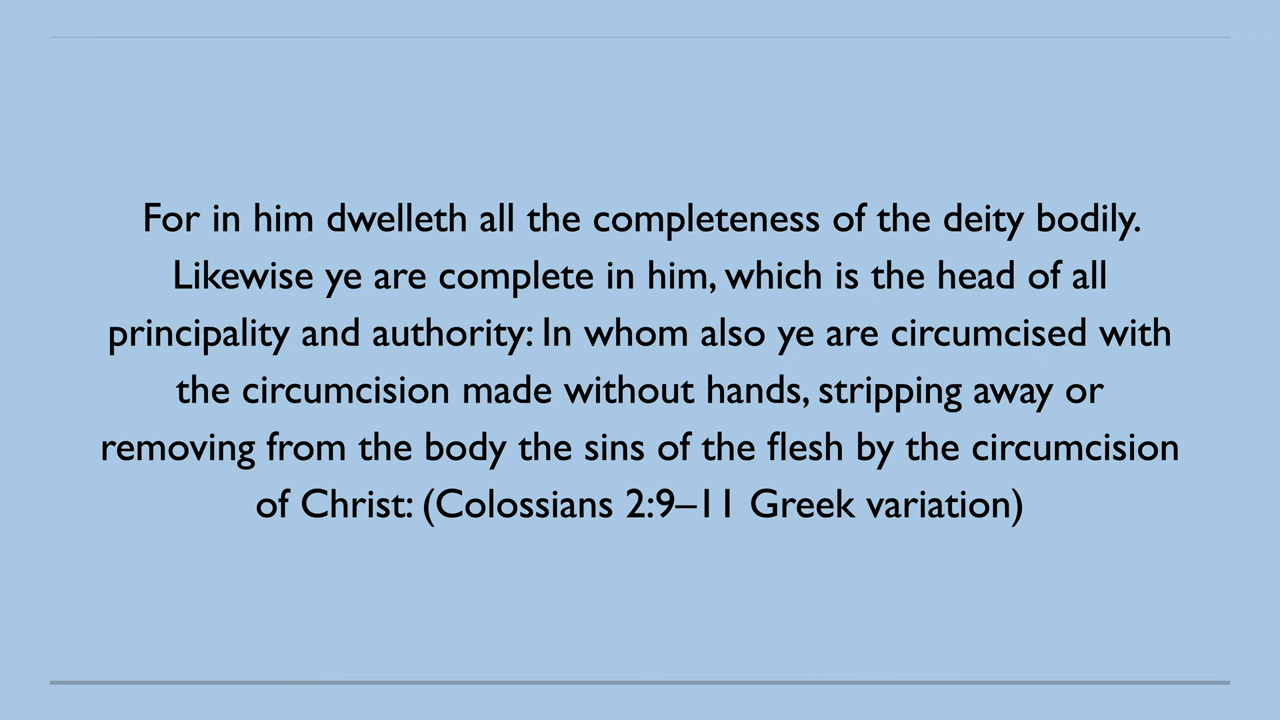 For in him dwelleth all the completeness of the deity bodily.
Likewise ye are complete in him, which is the head of all
principality and authority: In whom also ye are circumcised with
the circumcision made without hands, stripping away or
removing from the body the sins of the flesh by the circumcision
of Christ: (Colossians 2:9–11 Greek variation)